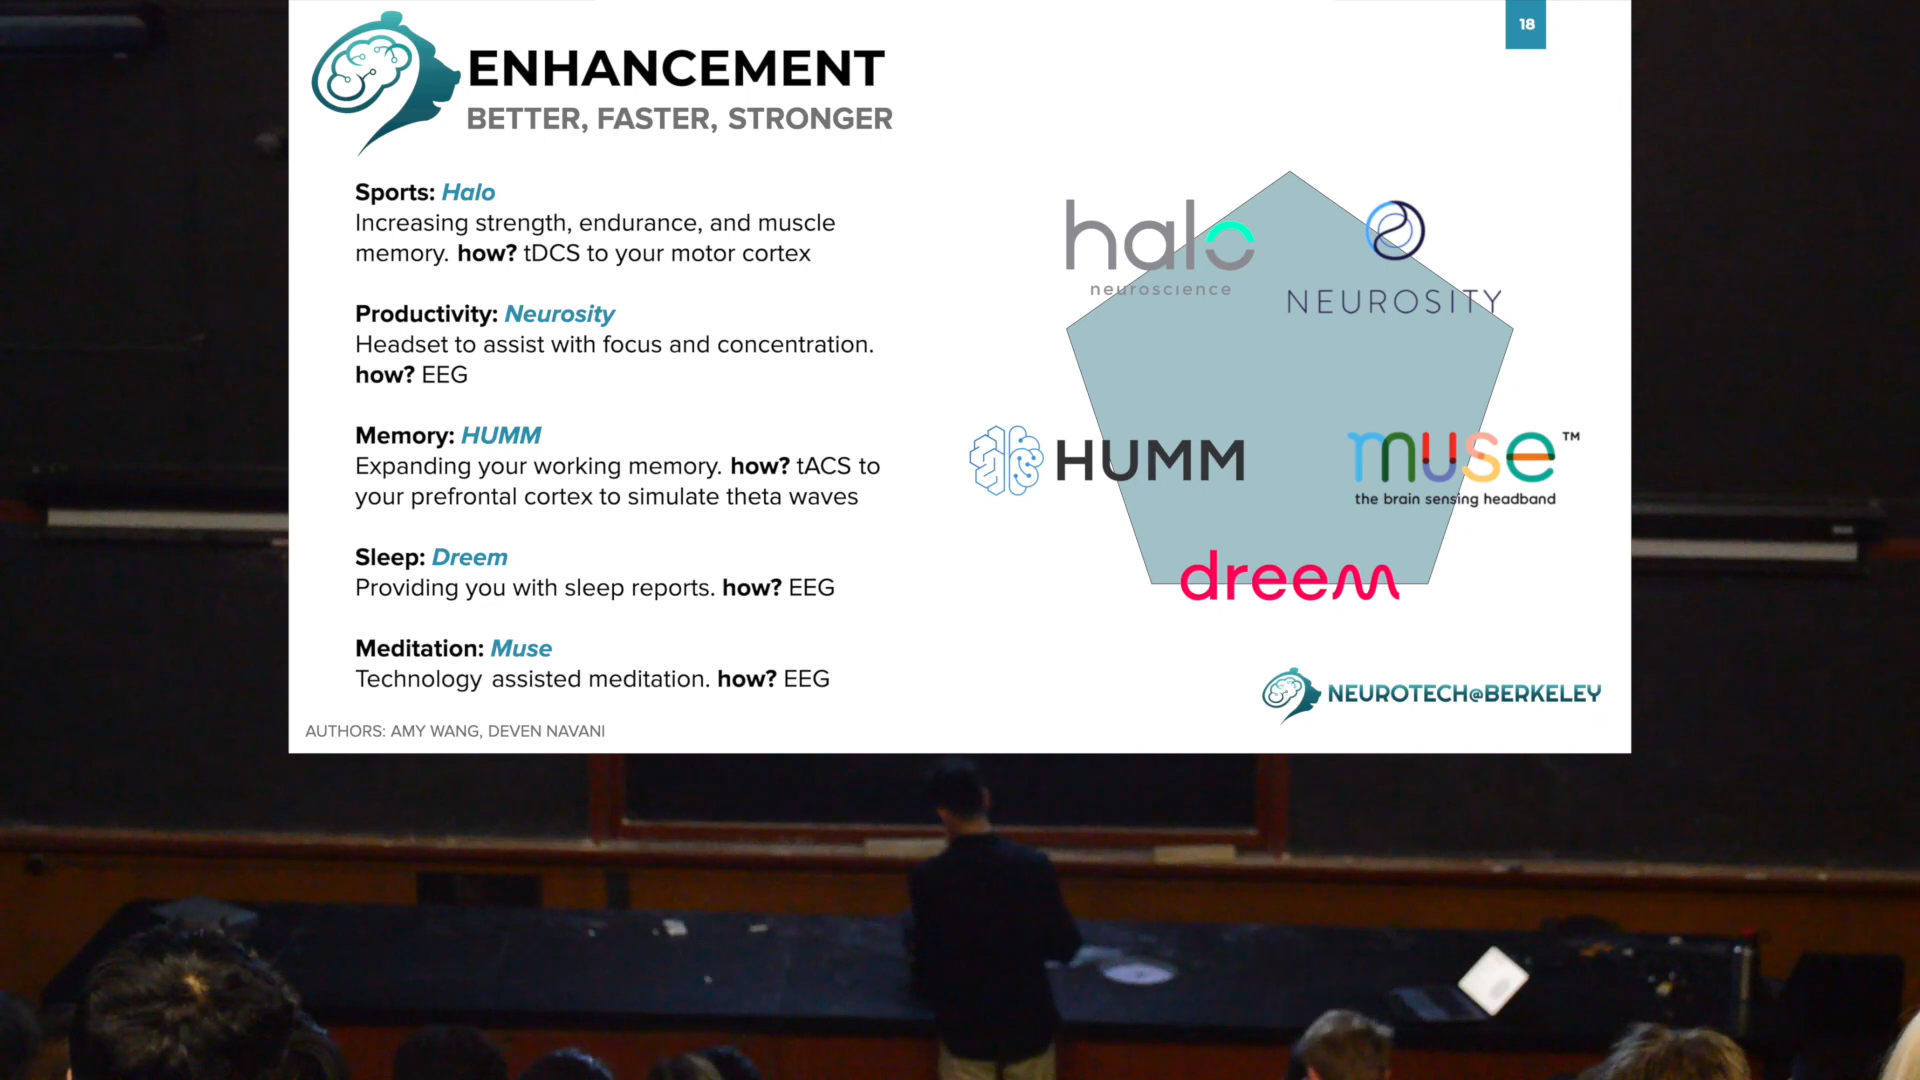 18
ENHANCEMENT
BETTER, FASTER, STRONGER
Sports: Halo
Increasing strength, endurance, and muscle
memory. how? tDCS to your motor cortex
Productivity: Neurosity
Headset to assist with focus and concentration.
how? EEG
Memory: HUMM
Expanding your working memory. how? tACS to
your prefrontal cortex to simulate theta waves
Sleep: Dreem
Providing you with sleep reports. how? EEG
Meditation: Muse
Technology assisted meditation. how? EEG
AUTHORS: AMY WANG, DEVEN NAVANI
halo
neuroscience
NEUROSITY
HUMM
muse™
the brain sensing headband
dreem
NEUROTECH@BERKELEY